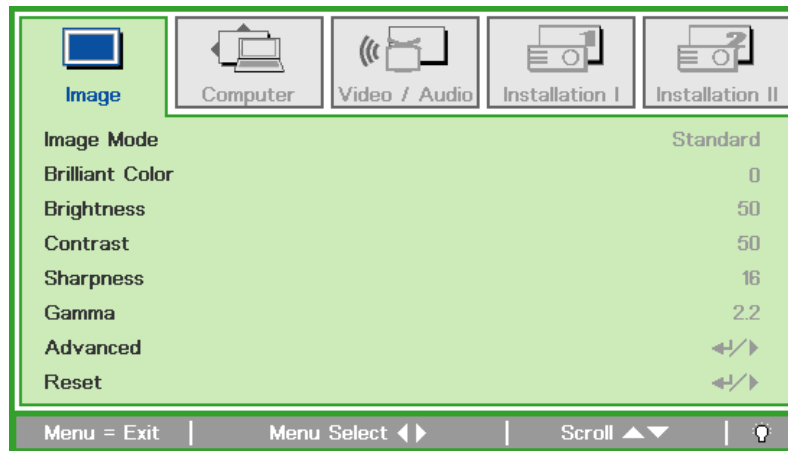 Image Computer Video / Audio Installation I Installation II
Image Mode Standard
Brilliant Color 0
Brightness 50
Contrast 50
Sharpness 16
Gamma 2.2
Advanced ↵/▶
Reset ↵/▶
Menu = Exit | Menu Select ◀▶ | Scroll ▲▼ |